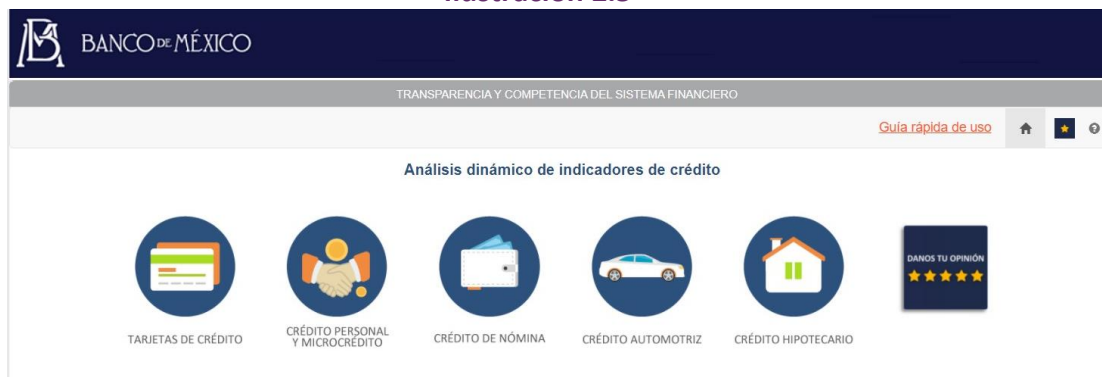 BANCO DE MÉXICO
TRANSPARENCIA Y COMPETENCIA DEL SISTEMA FINANCIERO
Guía rápida de uso
Análisis dinámico de indicadores de crédito
DANOS TU OPINIÓN
TARJETAS DE CRÉDITO
CRÉDITO PERSONAL
Y MICROCRÉDITO
CRÉDITO DE NÓMINA
CRÉDITO AUTOMOTRIZ
CRÉDITO HIPOTECARIO